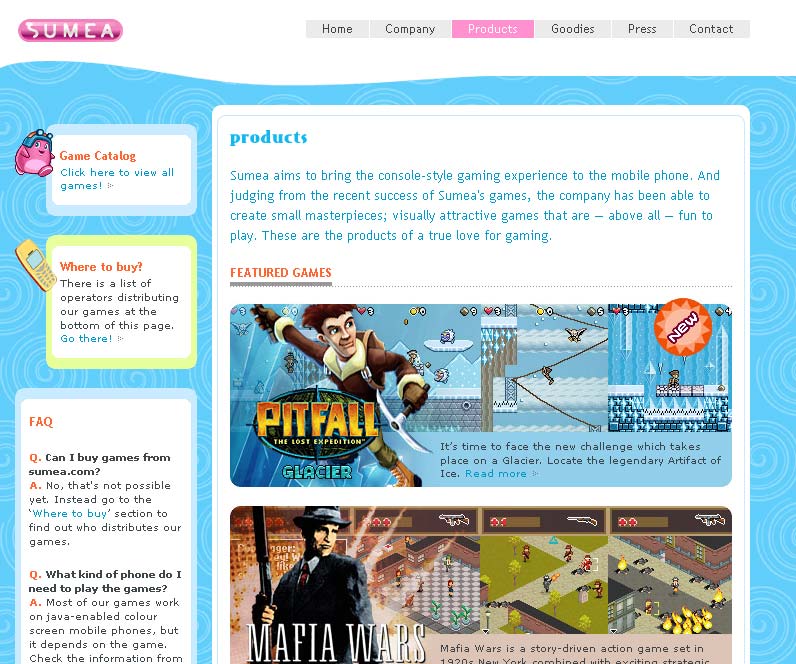 SUMEA
Home Company Products Goodies Press Contact
Game Catalog
Click here to view all
games!
Where to buy?
There is a list of
operators distributing
our games at the
bottom of this page.
Go there!
FAQ
Q. Can I buy games from
sumea.com?
A. No, that's not possible
yet. Instead go to the
'Where to buy' section to
find out who distributes our
games.
Q. What kind of phone do I
need to play the games?
A. Most of our games work
on java-enabled colour
screen mobile phones, but
it depends on the game.
Check the information from
products
Sumea aims to bring the console-style gaming experience to the mobile phone. And
judging from the recent success of Sumea's games, the company has been able to
create small masterpieces; visually attractive games that are — above all — fun to
play. These are the products of a true love for gaming.
FEATURED GAMES
NEW
PITFALL
THE LOST EXPEDITION
GLACIER
It's time to face the new challenge which takes
place on a Glacier. Locate the legendary Artifact of
Ice. Read more
MAFIA WARS
Mafia Wars is a story-driven action game set in
1920s New York combined with exciting strategic